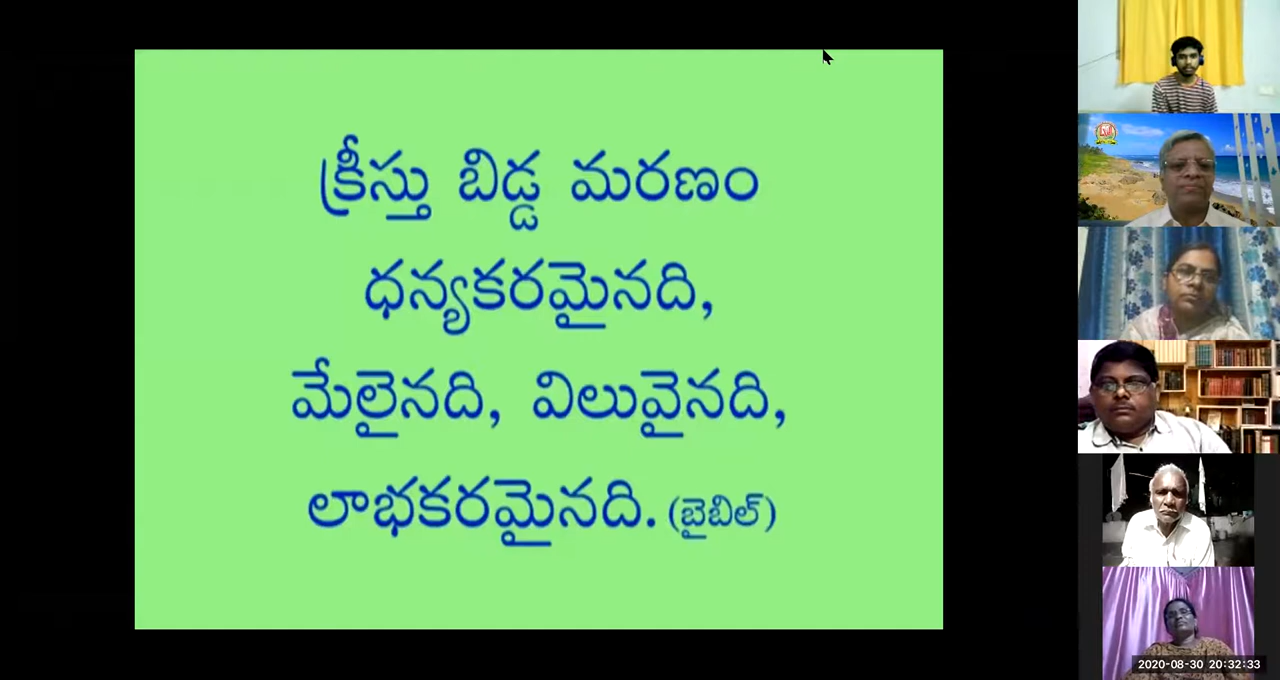 క్రీస్తు బిడ్డ మరణం
ధన్యకరమైనది,
మేలైనది, విలువైనది,
లాభకరమైనది. (బైబిల్)
2020-08-30 20:32:33